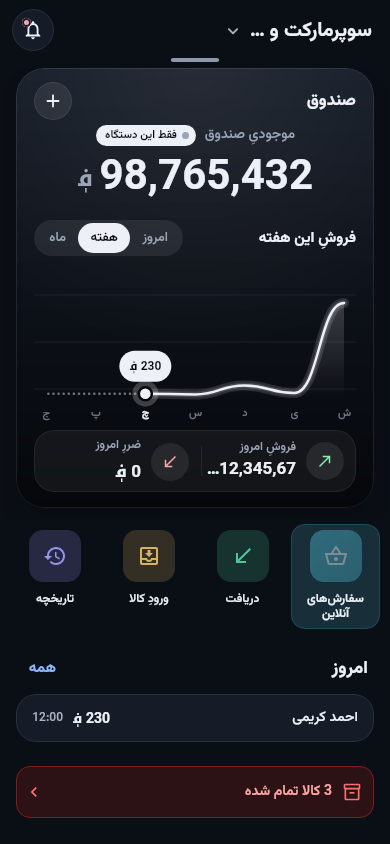 سوپرمارکت و ...
صندوق
موجودیِ صندوق
فقط این دستگاه
98,765,432 ؋
فروشِ این هفته
امروز
هفته
ماه
230 ؋
ش
ی
د
س
چ
پ
ج
فروشِ امروز
12,345,67...
ضررِ امروز
0 ؋
سفارش‌های
آنلاین
دریافت
ورودِ کالا
تاریخچه
امروز
همه
احمد کریمی
230 ؋
12:00
3 کالا تمام شده